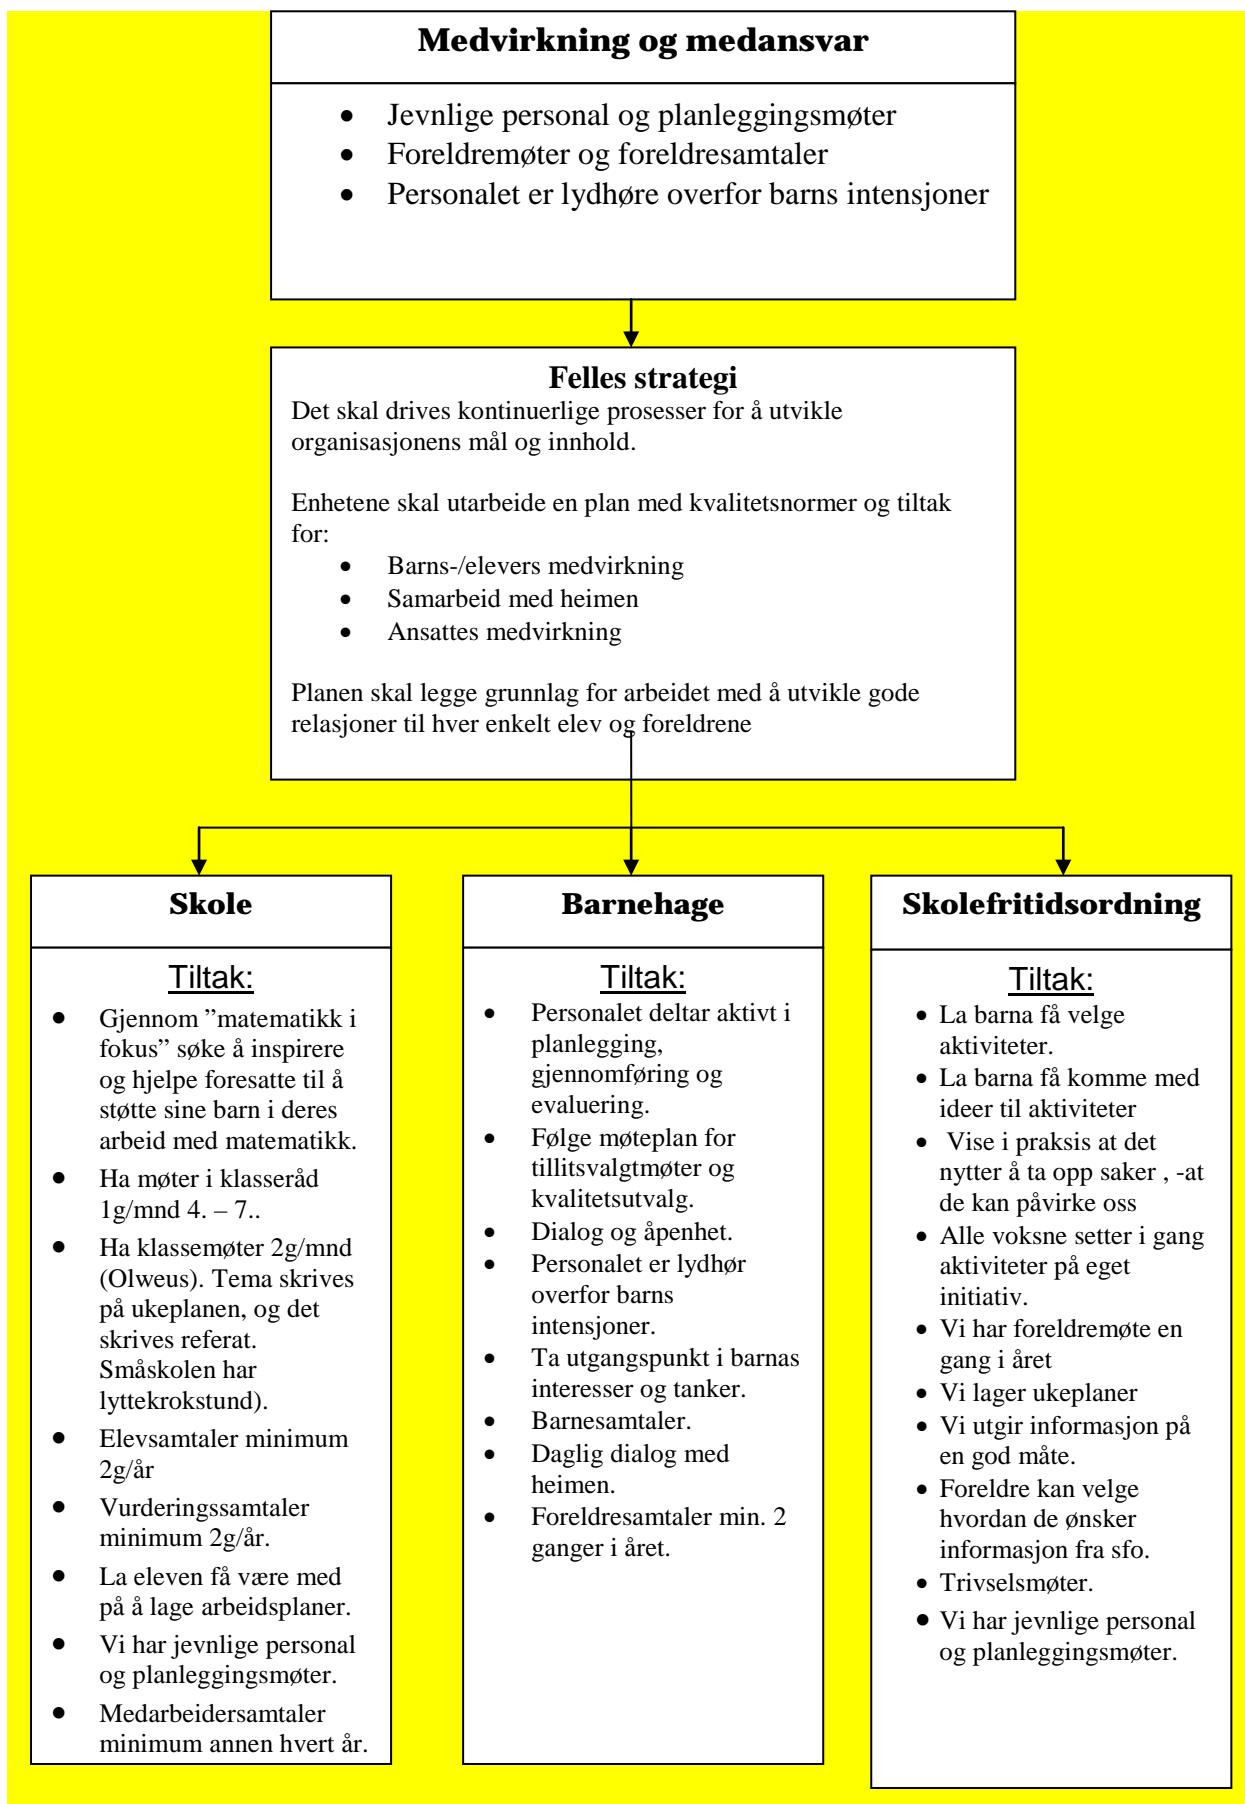 Medvirkning og medansvar
• Jevnlige personal og planleggingsmøter
• Foreldremøter og foreldresamtaler
• Personalet er lydhøre overfor barns intensjoner
Felles strategi
Det skal drives kontinuerlige prosesser for å utvikle
organisasjonens mål og innhold.
Enhetene skal utarbeide en plan med kvalitetsnormer og tiltak
for:
• Barns-/elevers medvirkning
• Samarbeid med heimen
• Ansattes medvirkning
Planen skal legge grunnlag for arbeidet med å utvikle gode
relasjoner til hver enkelt elev og foreldrene
Skole
Tiltak:
• Gjennom ”matematikk i
fokus” søke å inspirere
og hjelpe foresatte til å
støtte sine barn i deres
arbeid med matematikk.
• Ha møter i klasseråd
1g/mnd 4. – 7..
• Ha klassemøter 2g/mnd
(Olweus). Tema skrives
på ukeplanen, og det
skrives referat.
Småskolen har
lyttekrokstund).
• Elevsamtaler minimum
2g/år
• Vurderingssamtaler
minimum 2g/år.
• La eleven få være med
på å lage arbeidsplaner.
• Vi har jevnlige personal
og planleggingsmøter.
• Medarbeidersamtaler
minimum annen hvert år.
Barnehage
Tiltak:
• Personalet deltar aktivt i
planlegging,
gjennomføring og
evaluering.
• Følge møteplan for
tillitsvalgtmøter og
kvalitetsutvalg.
• Dialog og åpenhet.
• Personalet er lydhør
overfor barns
intensjoner.
• Ta utgangspunkt i barnas
interesser og tanker.
• Barnesamtaler.
• Daglig dialog med
heimen.
• Foreldresamtaler min. 2
ganger i året.
Skolefritidsordning
Tiltak:
• La barna få velge
aktiviteter.
• La barna få komme med
ideer til aktiviteter
• Vise i praksis at det
nytter å ta opp saker , -at
de kan påvirke oss
• Alle voksne setter i gang
aktiviteter på eget
initiativ.
• Vi har foreldremøte en
gang i året
• Vi lager ukeplaner
• Vi utgir informasjon på
en god måte.
• Foreldre kan velge
hvordan de ønsker
informasjon fra sfo.
• Trivselsmøter.
• Vi har jevnlige personal
og planleggingsmøter.